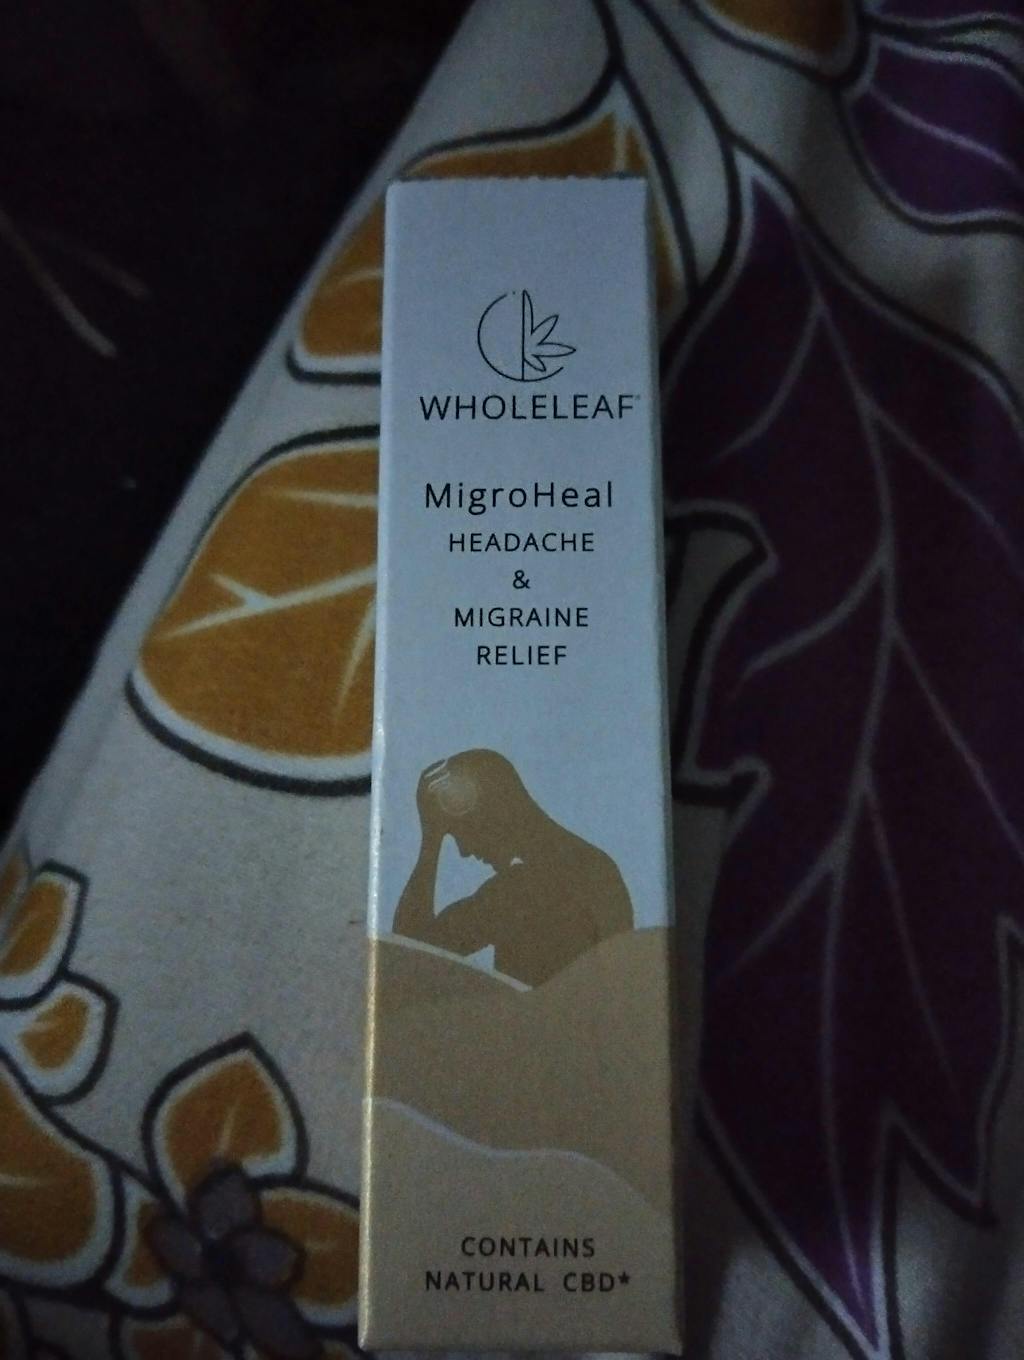 WHOLELEAF®
MigroHeal
HEADACHE
&
MIGRAINE
RELIEF
CONTAINS
NATURAL CBD*